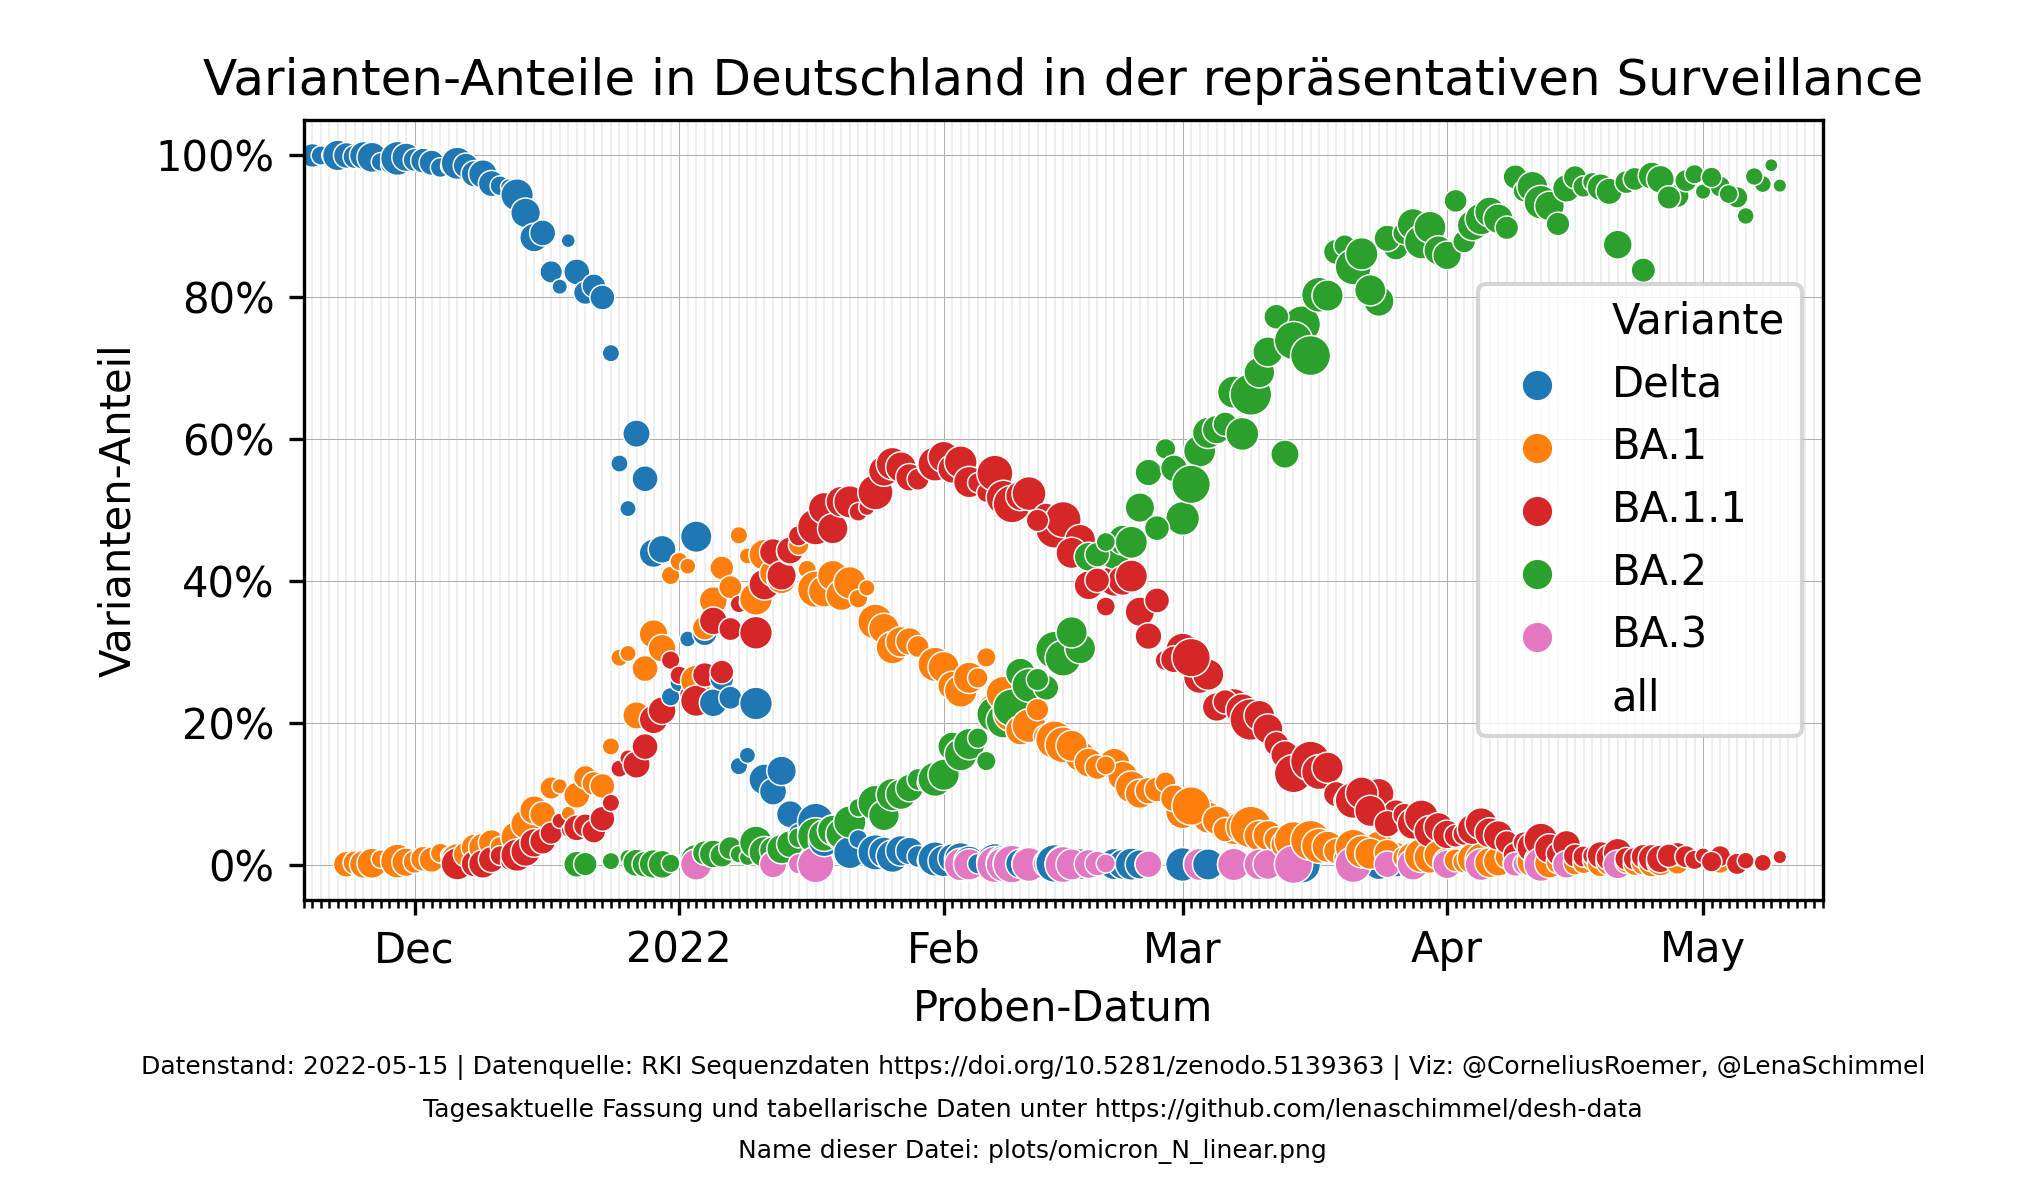 Varianten-Anteile in Deutschland in der repräsentativen Surveillance
Varianten-Anteil
100%
80%
60%
40%
20%
0%
Variante
Delta
BA.1
BA.1.1
BA.2
BA.3
all
Dec 2022 Feb Mar Apr May
Proben-Datum
Datenstand: 2022-05-15 | Datenquelle: RKI Sequenzdaten https://doi.org/10.5281/zenodo.5139363 | Viz: @CorneliusRoemer, @LenaSchimmel
Tagesaktuelle Fassung und tabellarische Daten unter https://github.com/lenaschimmel/desh-data
Name dieser Datei: plots/omicron_N_linear.png